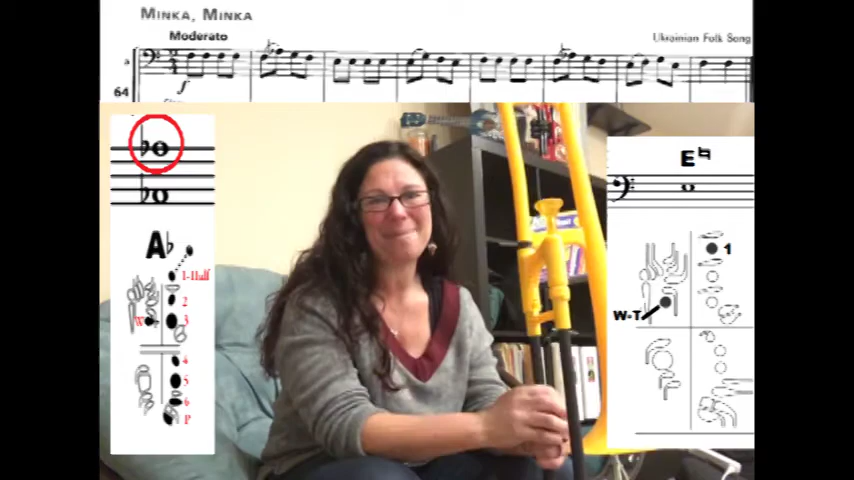 MINKA, MINKA
Moderato
Ukrainian Folk Song
a
64
f
A♭
1-Half
2
W
3
4
5
6
P
E♮
1
W-T